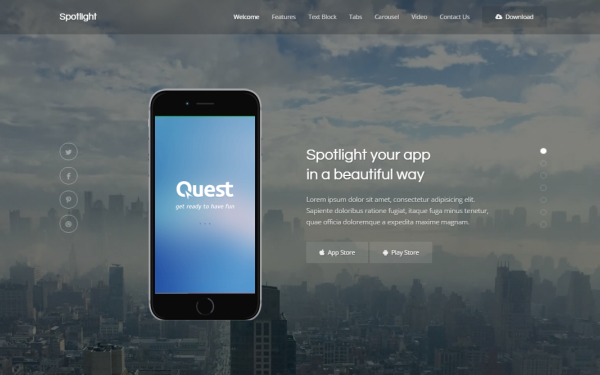 Spotlight
Welcome Features Text Block Tabs Carousel Video Contact Us Download
Quest
get ready to have fun
Spotlight your app
in a beautiful way
Lorem ipsum dolor sit amet, consectetur adipisicing elit.
Sapiente doloribus ratione fugiat, itaque fuga minus tenetur,
quae officia doloremque a expedita maxime magnam.
App Store Play Store